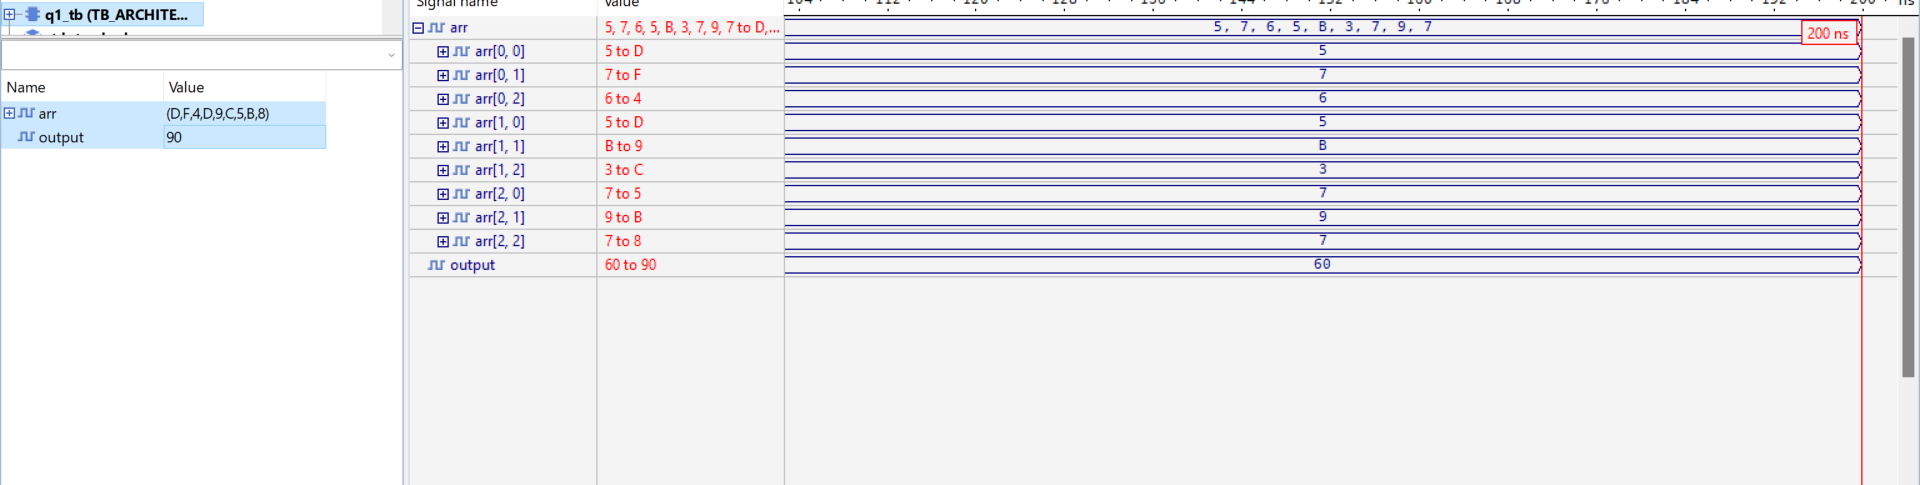 q1_tb (TB_ARCHITE...
Name Value
arr (D,F,4,D,9,C,5,B,8)
output 90
Signal name Value
arr 5, 7, 6, 5, B, 3, 7, 9, 7 to D,... 5, 7, 6, 5, B, 3, 7, 9, 7
200 ns
arr[0, 0] 5 to D 5
arr[0, 1] 7 to F 7
arr[0, 2] 6 to 4 6
arr[1, 0] 5 to D 5
arr[1, 1] B to 9 B
arr[1, 2] 3 to C 3
arr[2, 0] 7 to 5 7
arr[2, 1] 9 to B 9
arr[2, 2] 7 to 8 7
output 60 to 90 60